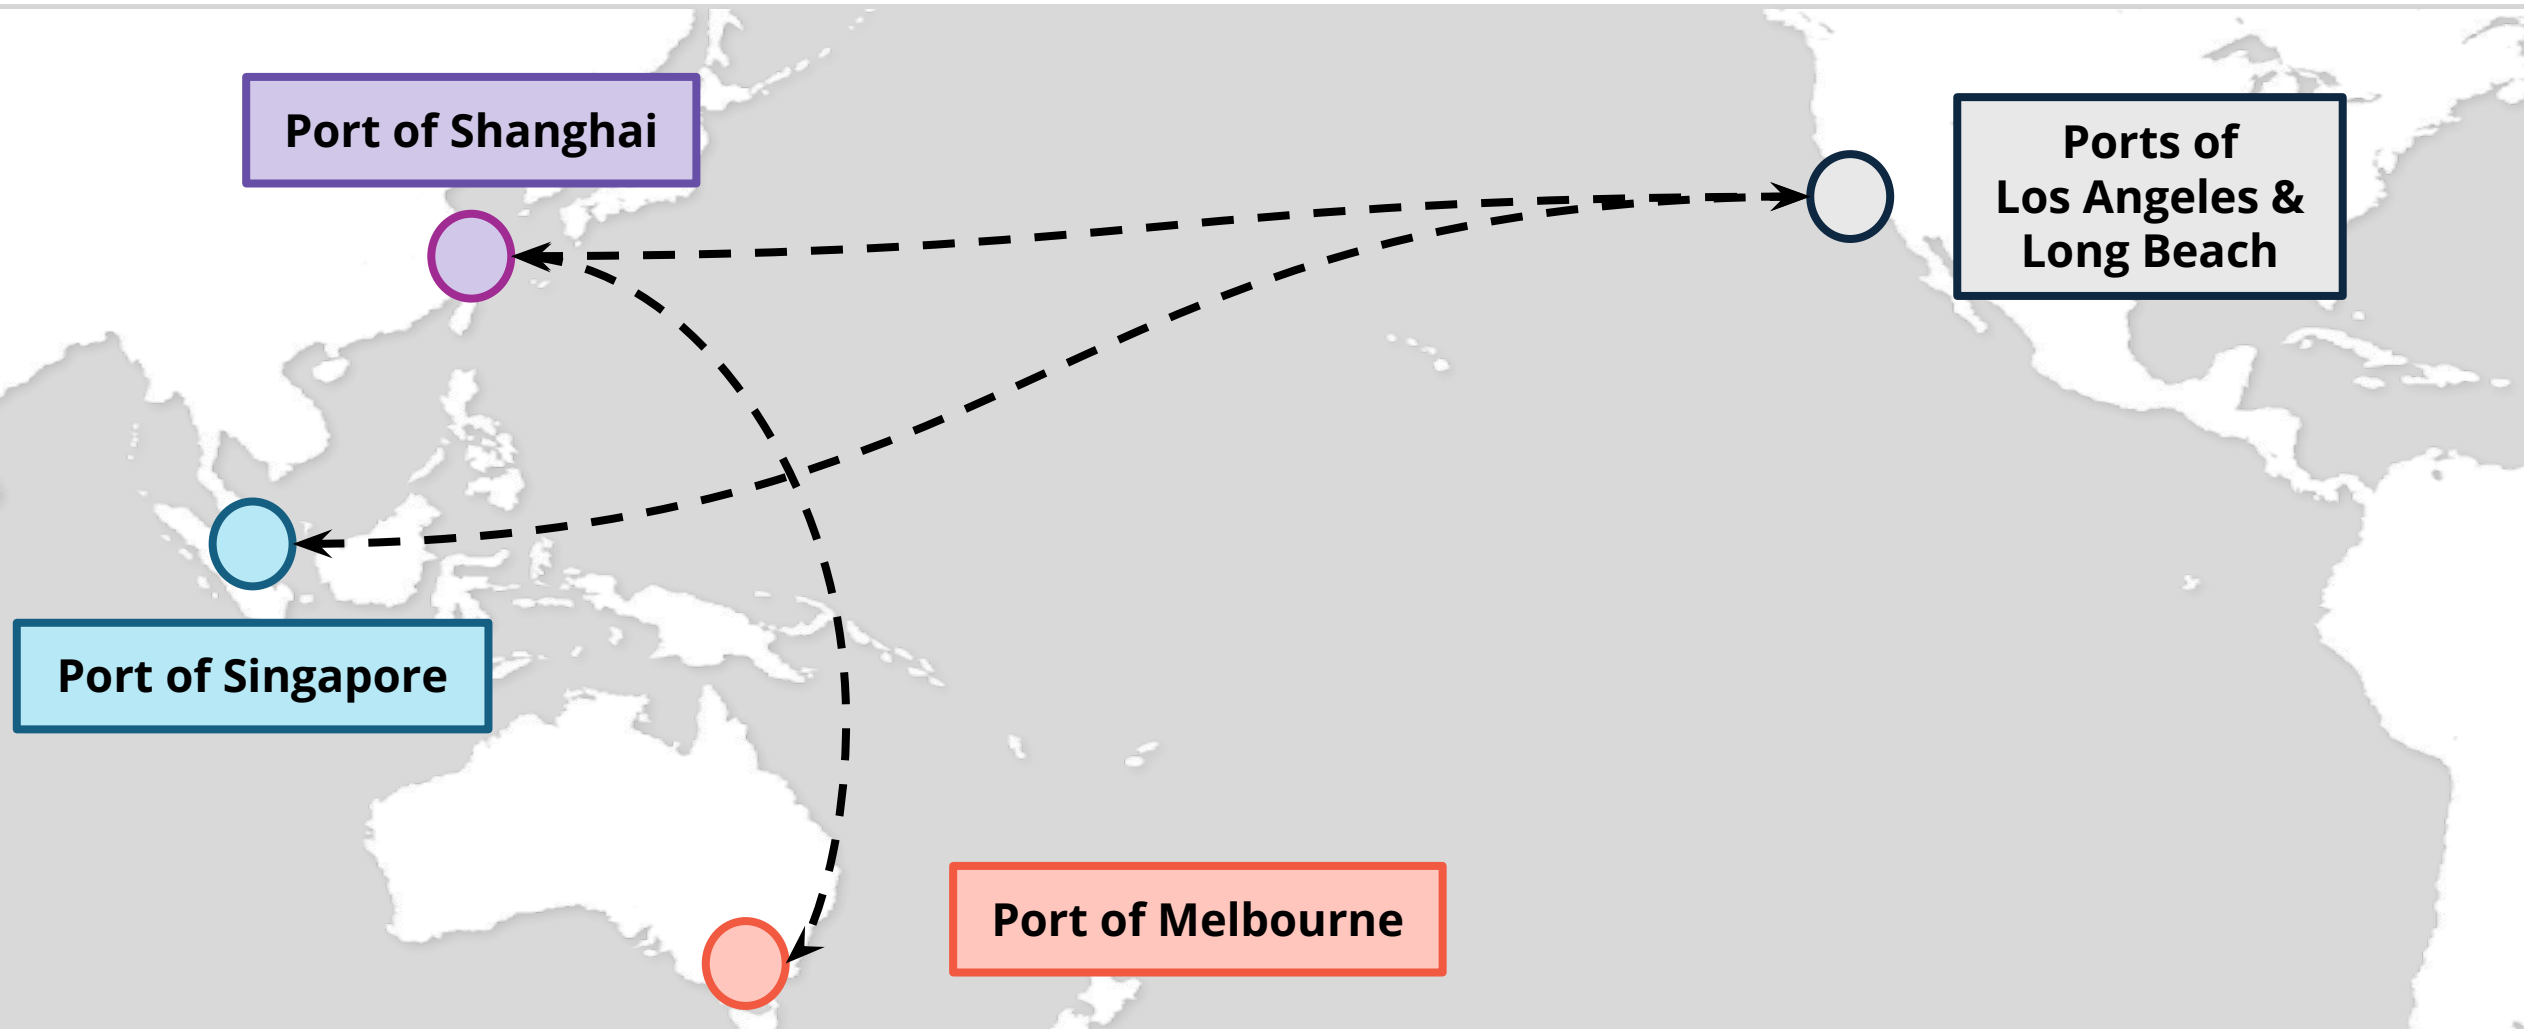 Port of Shanghai
Ports of
Los Angeles &
Long Beach
Port of Singapore
Port of Melbourne